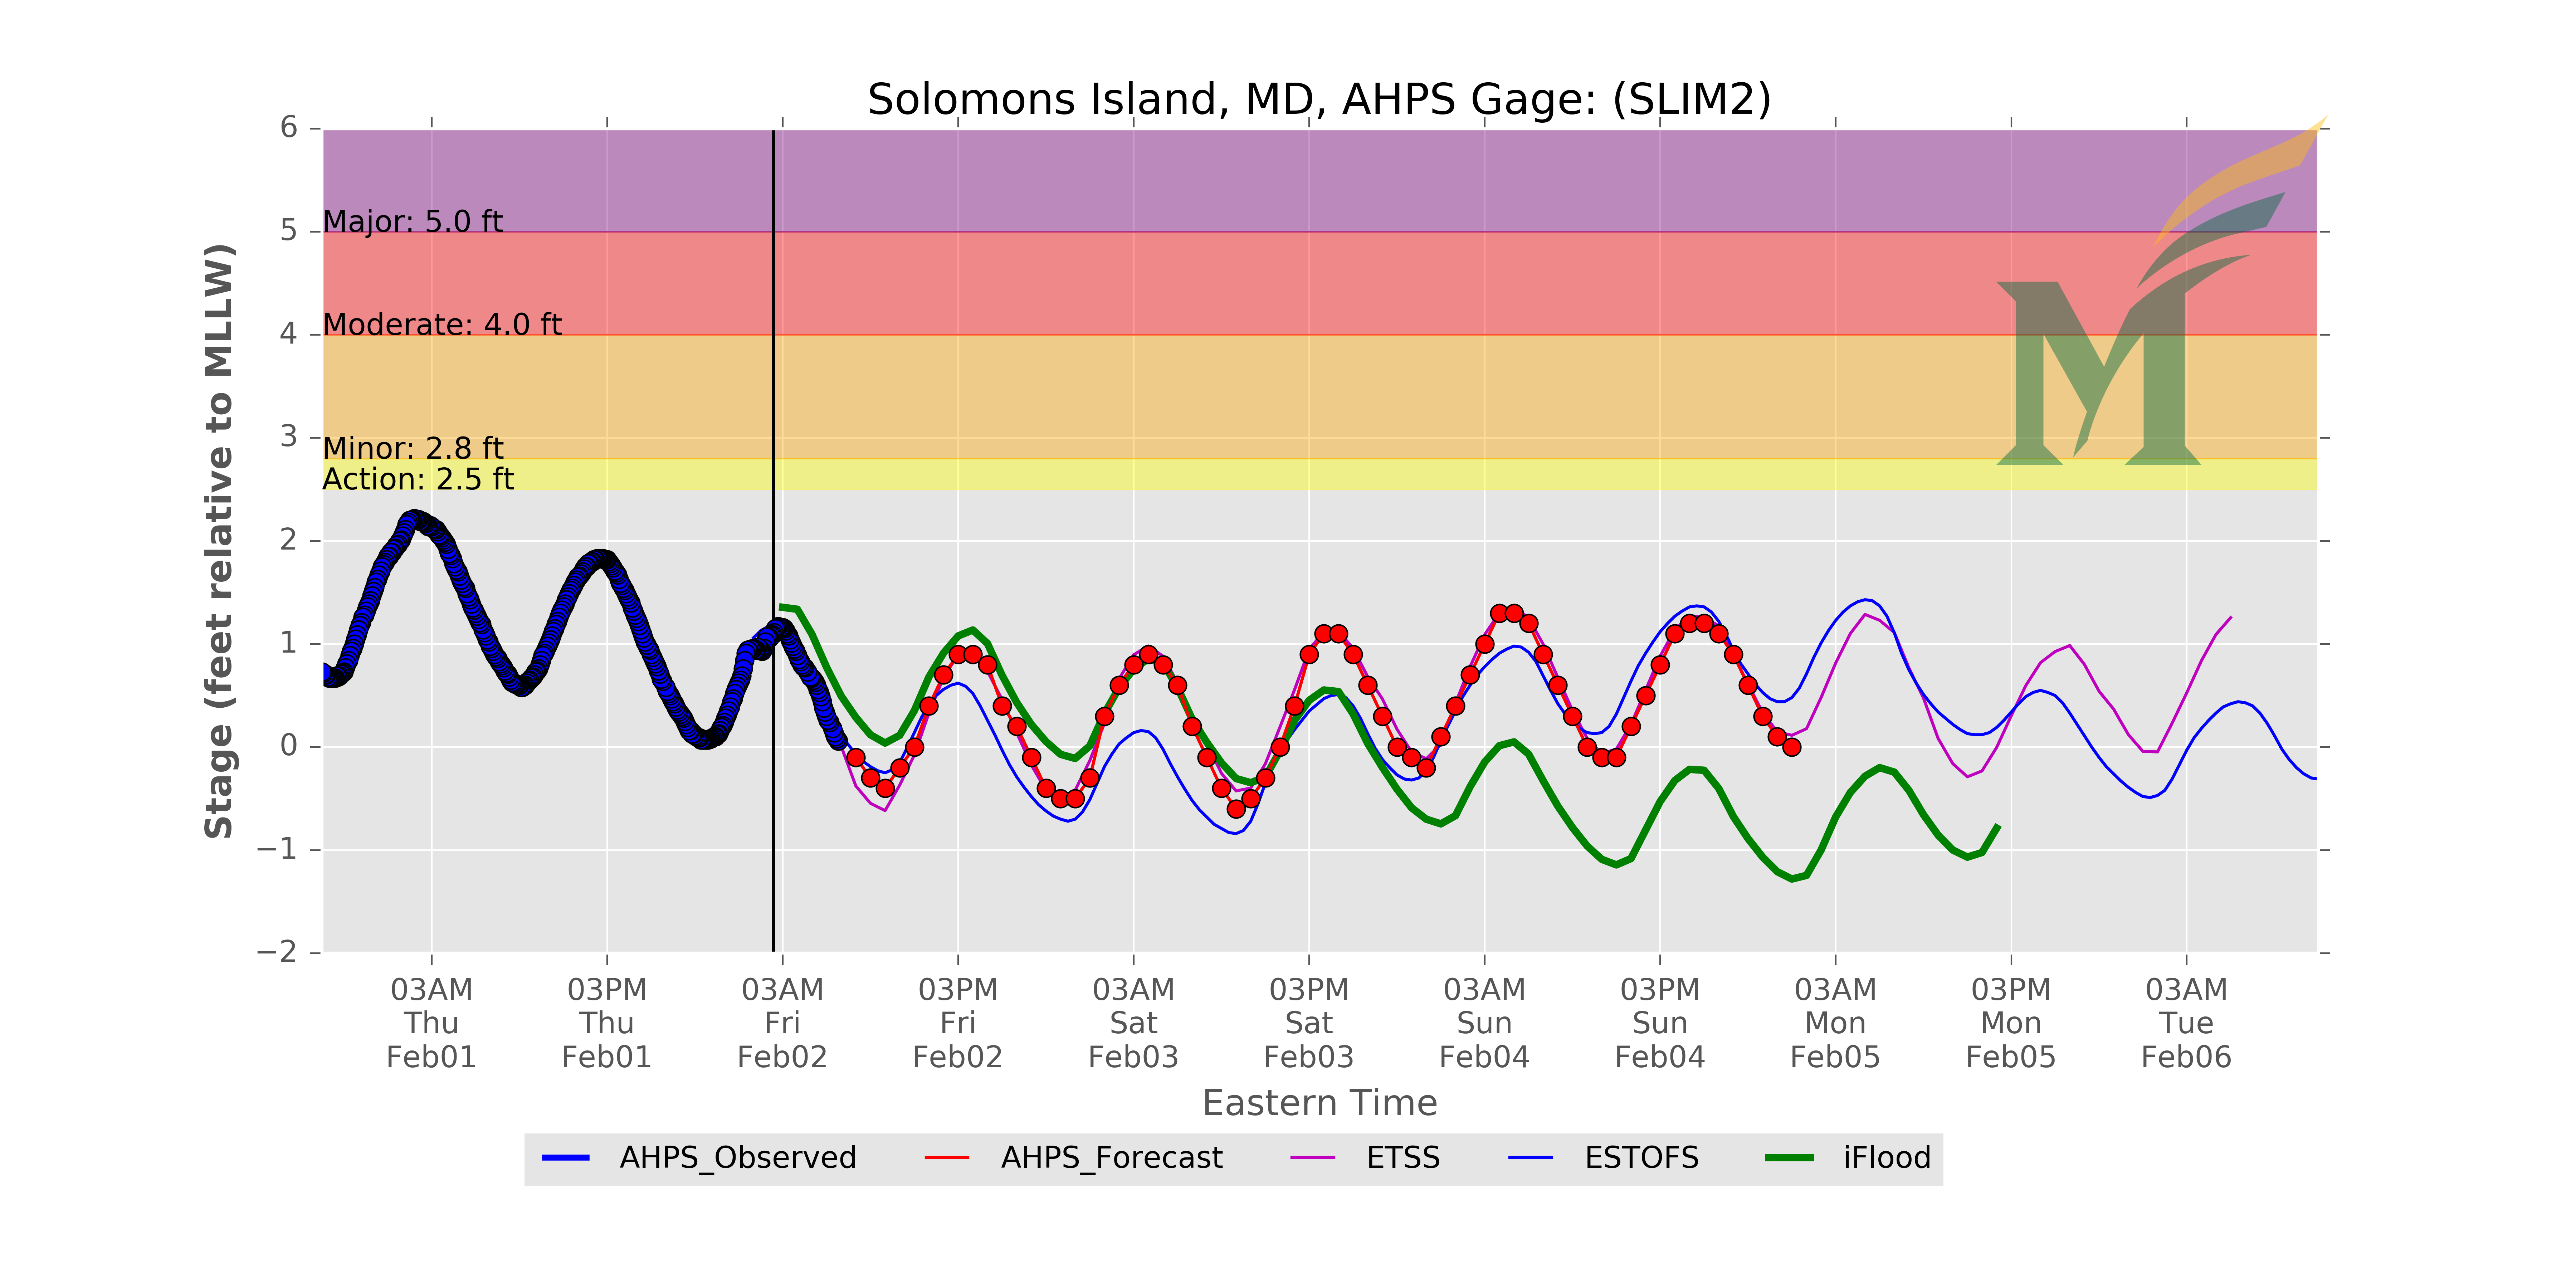 Solomons Island, MD, AHPS Gage: (SLIM2)
Stage (feet relative to MLLW)
6
5
4
3
2
1
0
−1
−2
Major: 5.0 ft
Moderate: 4.0 ft
Minor: 2.8 ft
Action: 2.5 ft
M
03AM 03PM 03AM 03PM 03AM 03PM 03AM 03PM 03AM 03PM 03AM
Thu Thu Fri Fri Sat Sat Sun Sun Mon Mon Tue
Feb01 Feb01 Feb02 Feb02 Feb03 Feb03 Feb04 Feb04 Feb05 Feb05 Feb06
Eastern Time
AHPS_Observed AHPS_Forecast ETSS ESTOFS iFlood